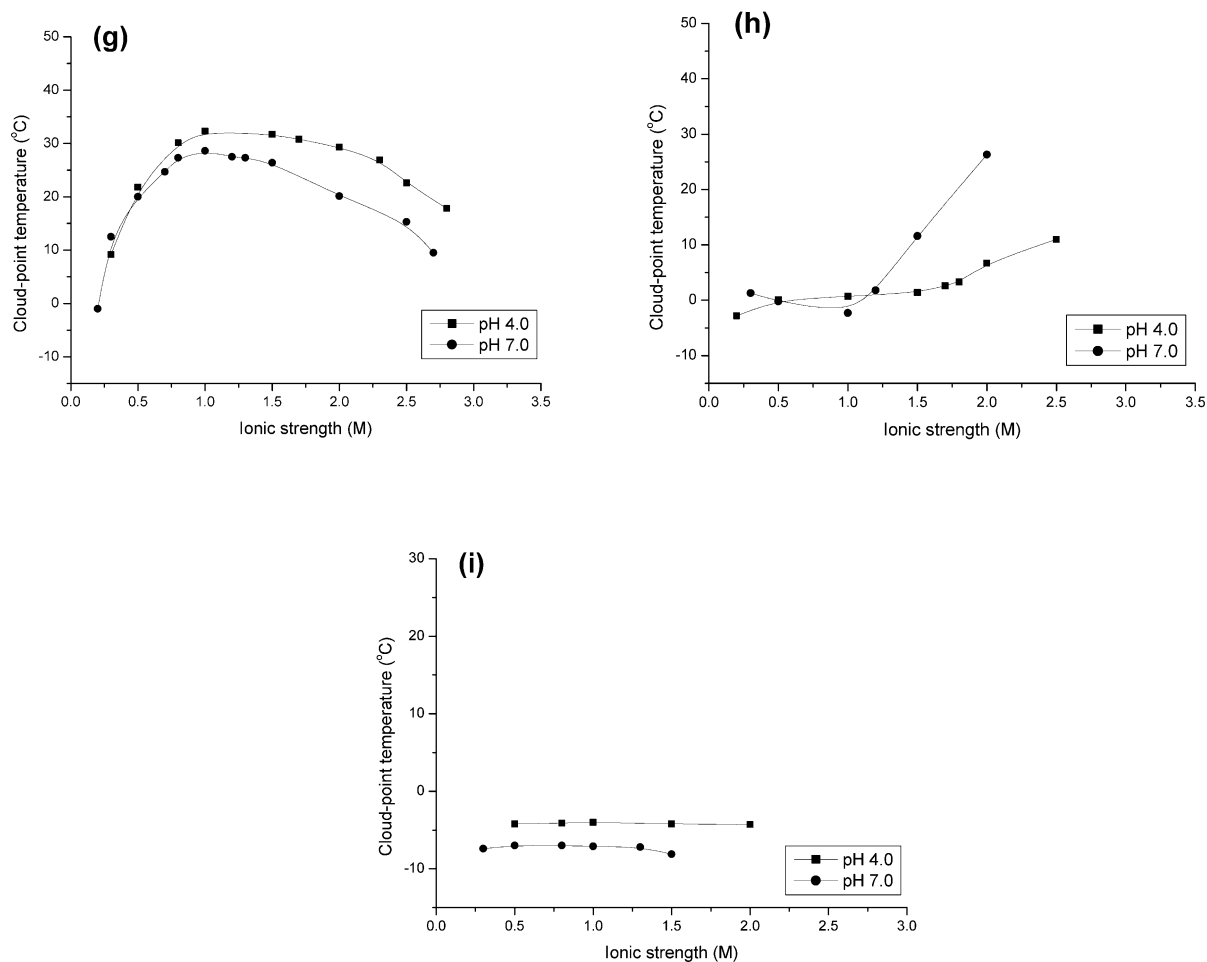 (g)
50
40
30
20
10
0
-10
Cloud-point temperature (°C)
0.0 0.5 1.0 1.5 2.0 2.5 3.0 3.5
Ionic strength (M)
pH 4.0
pH 7.0
(h)
50
40
30
20
10
0
-10
Cloud-point temperature (°C)
0.0 0.5 1.0 1.5 2.0 2.5 3.0 3.5
Ionic strength (M)
pH 4.0
pH 7.0
(i)
30
20
10
0
-10
Cloud-point temperature (°C)
0.0 0.5 1.0 1.5 2.0 2.5 3.0
Ionic strength (M)
pH 4.0
pH 7.0